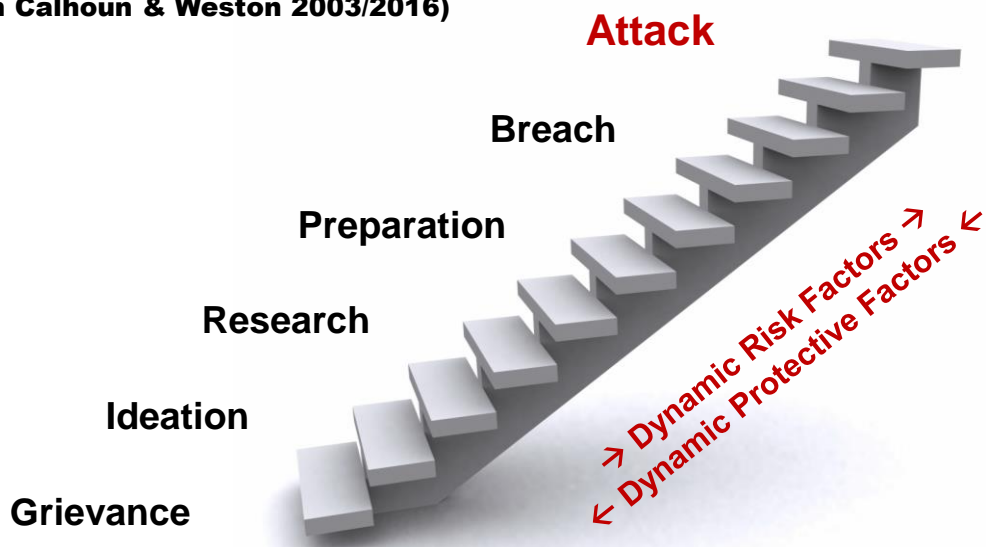 Calhoun & Weston 2003/2016)
Attack
Breach
Preparation
Research
Ideation
Grievance
→ Dynamic Risk Factors →
← Dynamic Protective Factors ←